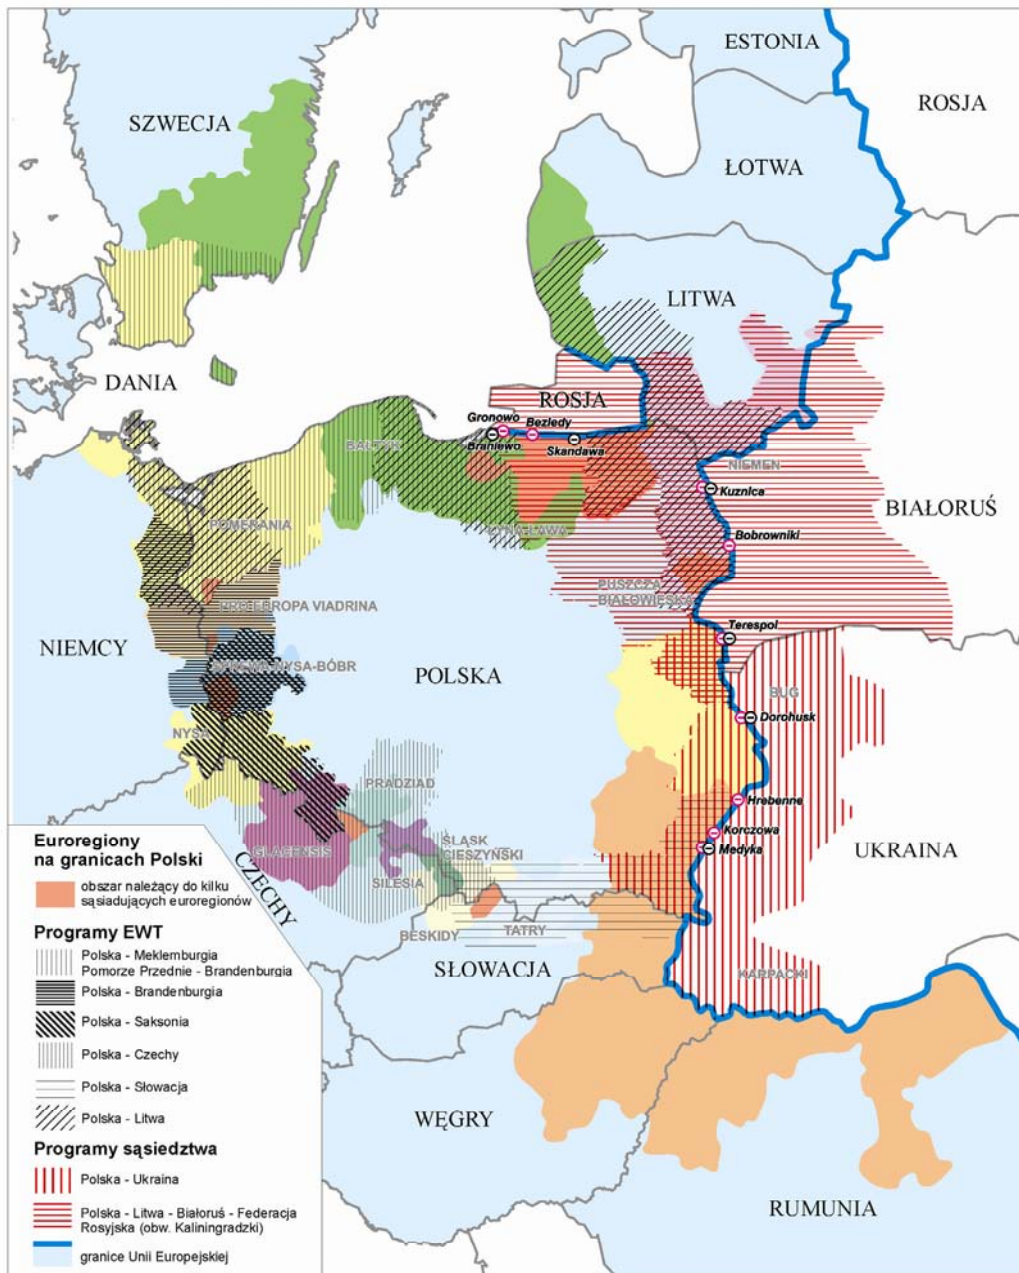 ESTONIA
ROSJA
SZWECJA
ŁOTWA
LITWA
DANIA
ROSJA
Gronowo
Bezledy
Braniewo
Skandawa
BAŁTYK
NIEMEN
Kuznica
BIAŁORUŚ
POMERANIA
ŁYNA-ŁAWA
Bobrowniki
PUSZCZA
BIAŁOWIESKA
PRO EUROPA VIADRINA
Terespol
NIEMCY
SPREWA-NYSA-BÓBR
POLSKA
BUG
Dorohusk
NYSA
PRADZIAD
Hrebenne
Korczowa
Medyka
UKRAINA
GLACENSIS
ŚLĄSK
CIESZYŃSKI
SILESIA
CZECHY
BESKIDY
TATRY
SŁOWACJA
KARPACKI
WĘGRY
RUMUNIA
Euroregiony
na granicach Polski
obszar należący do kilku
sąsiadujących euroregionów
Programy EWT
Polska - Meklemburgia
Pomorze Przednie - Brandenburgia
Polska - Brandenburgia
Polska - Saksonia
Polska - Czechy
Polska - Słowacja
Polska - Litwa
Programy sąsiedztwa
Polska - Ukraina
Polska - Litwa - Białoruś - Federacja
Rosyjska (obw. Kaliningradzki)
granice Unii Europejskiej